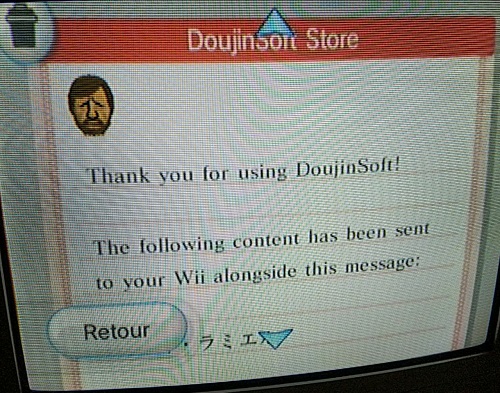 DoujinSoft Store
Thank you for using DoujinSoft!
The following content has been sent
to your Wii alongside this message:
Retour
ラミエ